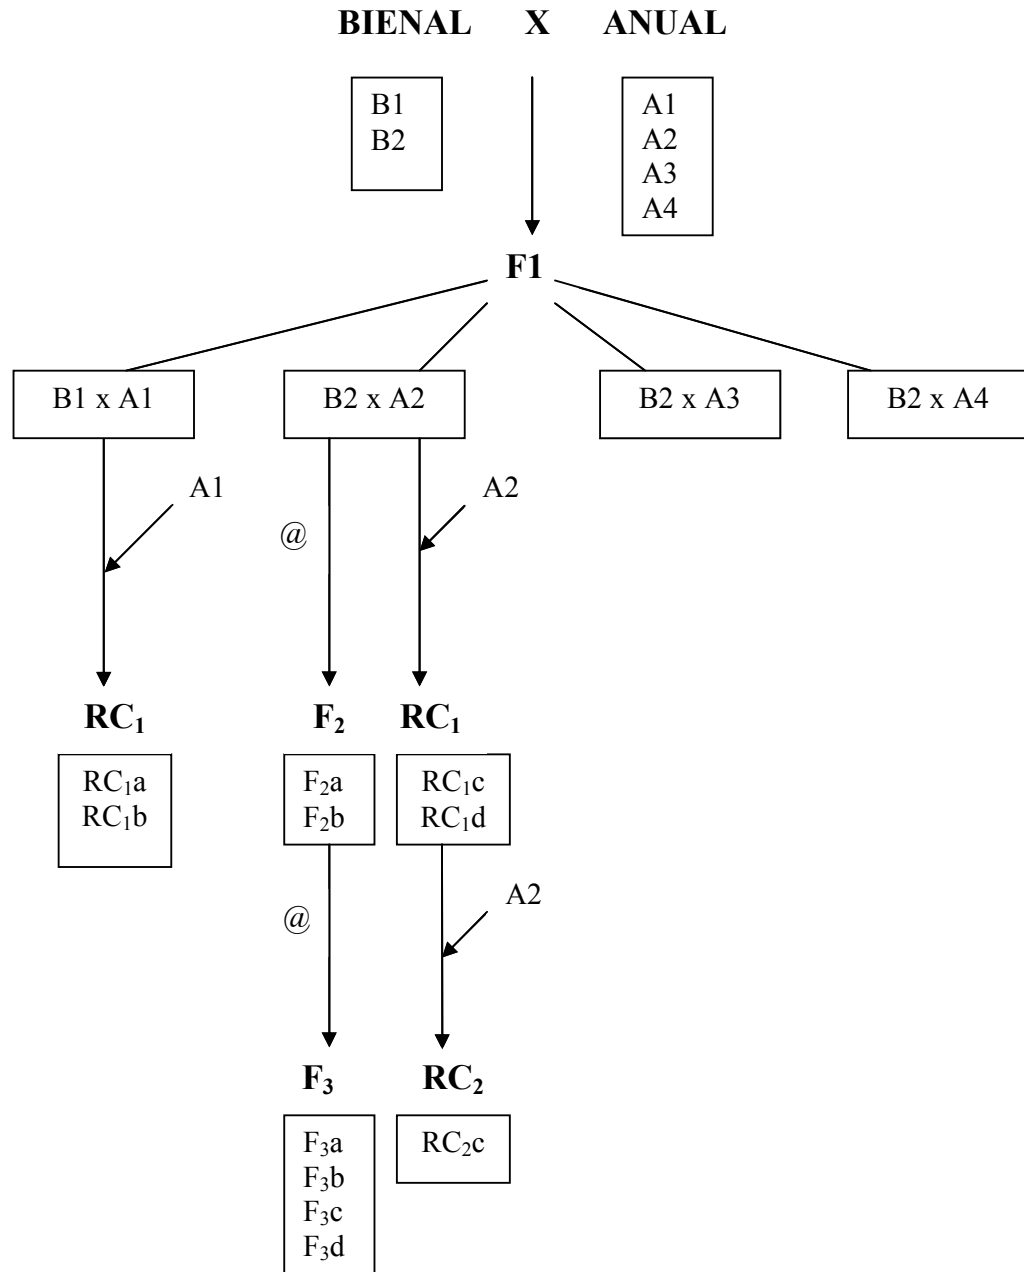 BIENAL X ANUAL
B1
B2
A1
A2
A3
A4
F1
B1 x A1
B2 x A2
B2 x A3
B2 x A4
A1
@
A2
RC₁
F₂
RC₁
RC₁a
RC₁b
F₂a
F₂b
RC₁c
RC₁d
@
A2
F₃
RC₂
F₃a
F₃b
F₃c
F₃d
RC₂c